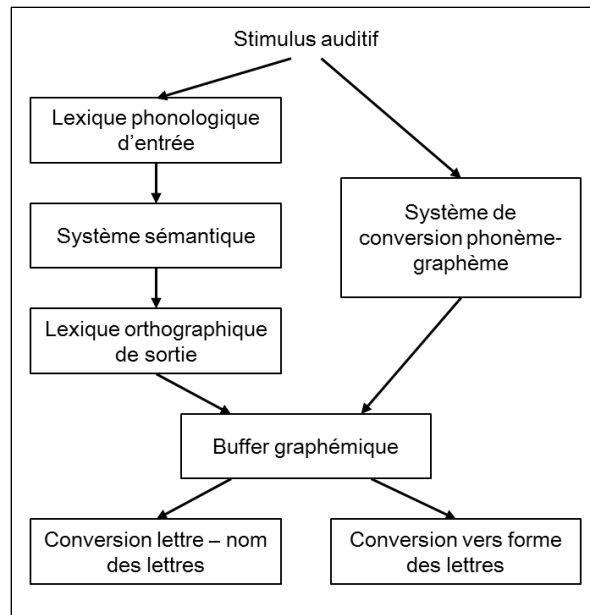 Stimulus auditif
Lexique phonologique
d'entrée
Système sémantique
Système de
conversion phonème-
graphème
Lexique orthographique
de sortie
Buffer graphémique
Conversion lettre – nom
des lettres
Conversion vers forme
des lettres